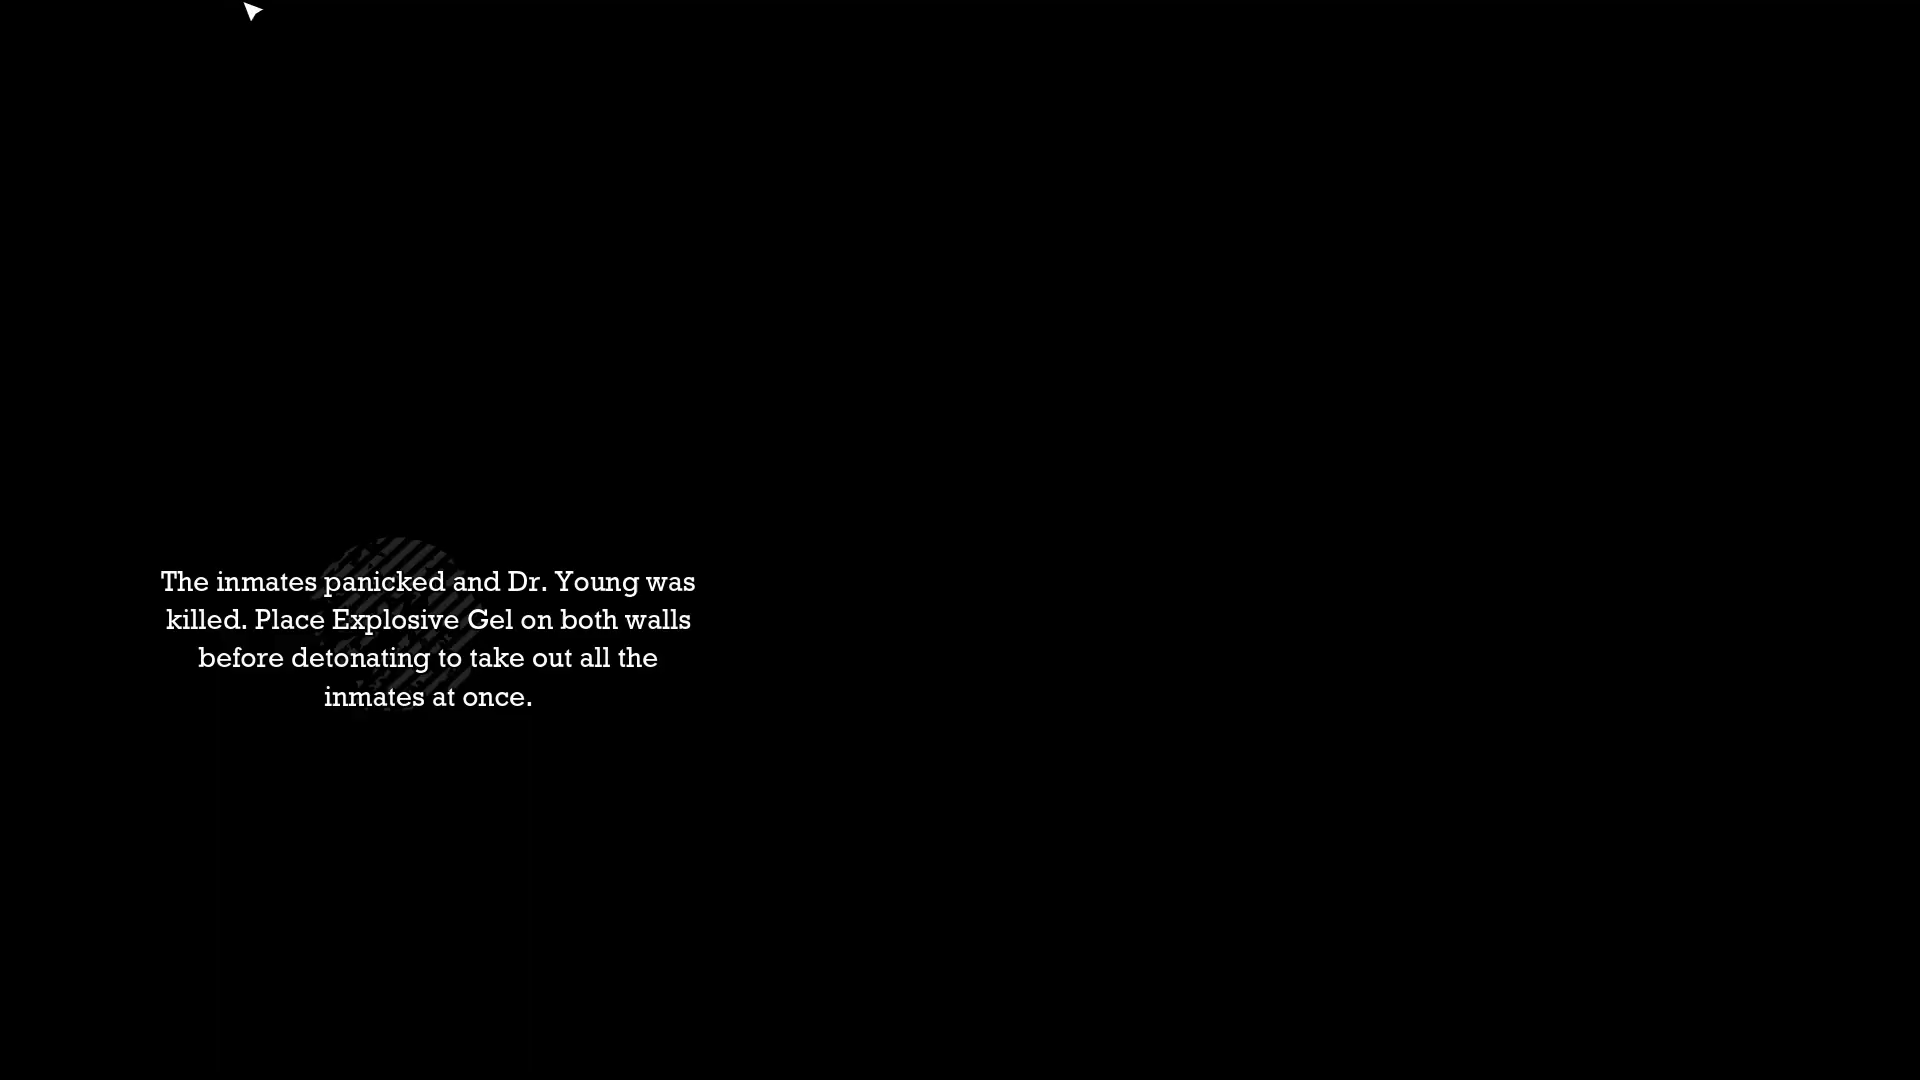 The inmates panicked and Dr. Young was
killed. Place Explosive Gel on both walls
before detonating to take out all the
inmates at once.